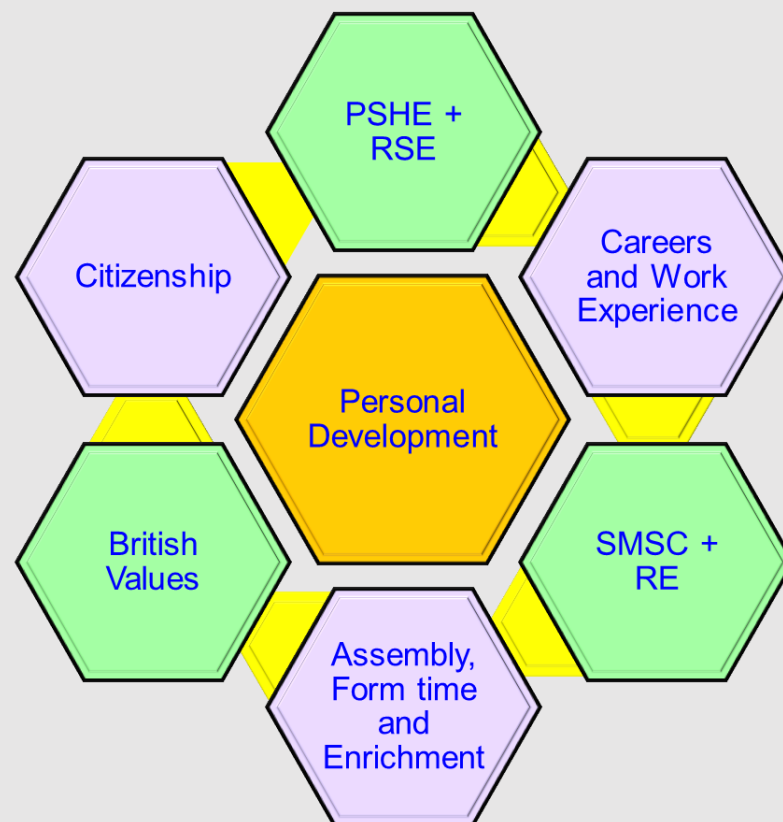 PSHE +
RSE
Careers
and Work
Experience
Citizenship
Personal
Development
British
Values
SMSC +
RE
Assembly,
Form time
and
Enrichment